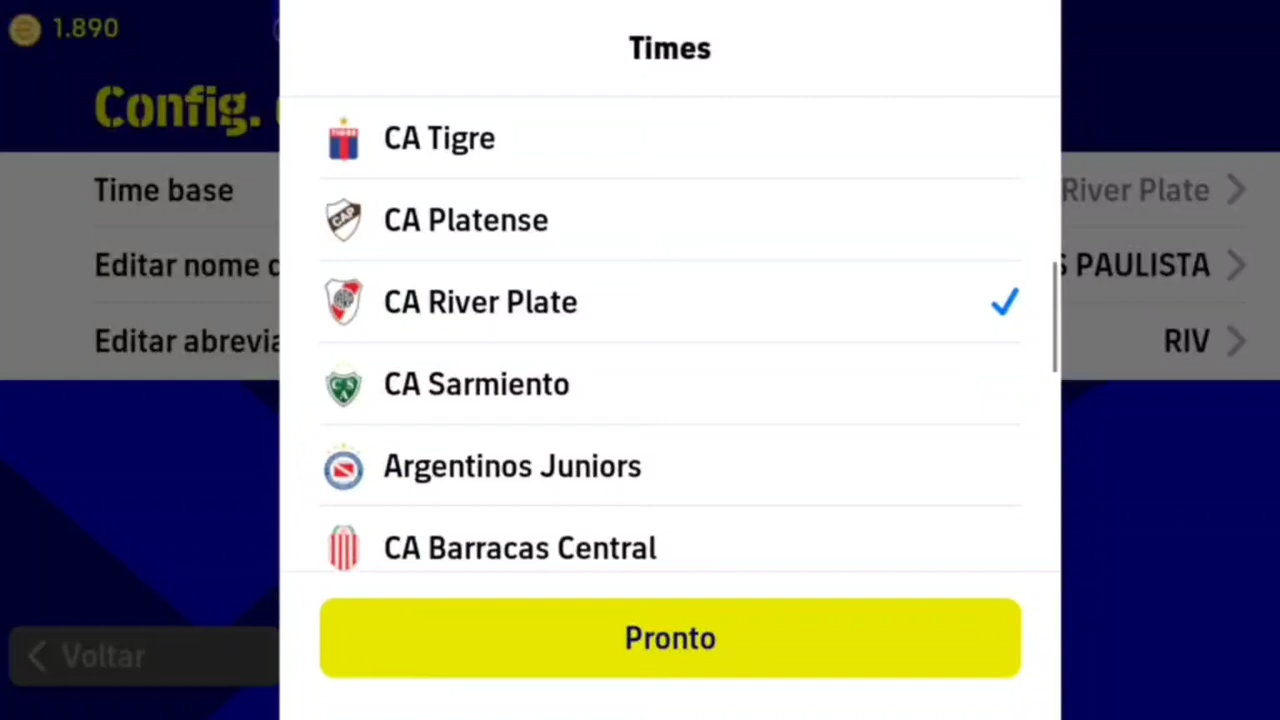 1.890
Times
Config.
CA Tigre
Time base
River Plate
CA Platense
Editar nome
PAULISTA
CA River Plate
Editar abrevia
RIV
CA Sarmiento
Argentinos Juniors
CA Barracas Central
Pronto
Voltar